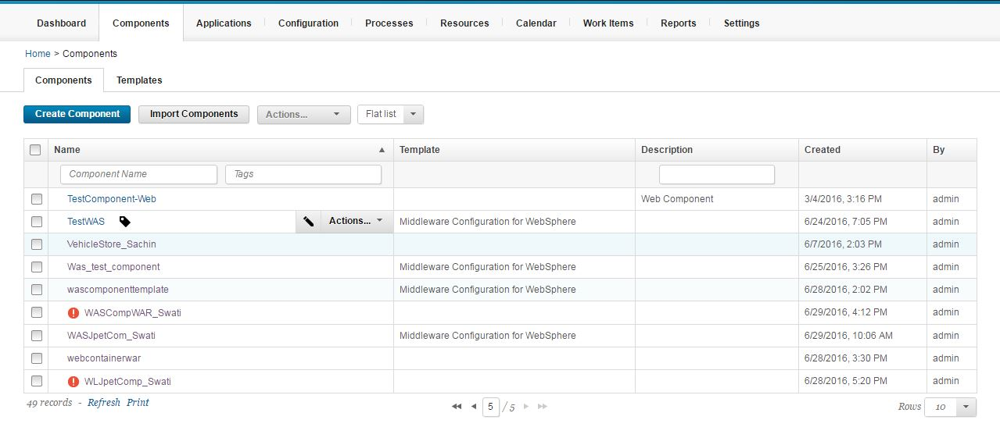 Dashboard Components Applications Configuration Processes Resources Calendar Work Items Reports Settings
Home > Components
Components Templates
Create Component Import Components Actions... Flat list
Name Template Description Created By
Component Name Tags
TestComponent-Web Web Component 3/4/2016, 3:16 PM admin
TestWAS Actions... Middleware Configuration for WebSphere 6/24/2016, 7:05 PM admin
VehicleStore_Sachin 6/7/2016, 2:03 PM admin
Was_test_component Middleware Configuration for WebSphere 6/25/2016, 3:26 PM admin
wascomponenttemplate Middleware Configuration for WebSphere 6/28/2016, 2:02 PM admin
WASCompWAR_Swati 6/29/2016, 4:12 PM admin
WASJpetCom_Swati Middleware Configuration for WebSphere 6/29/2016, 10:06 AM admin
webcontainerwar 6/28/2016, 3:30 PM admin
WLJpetComp_Swati 6/28/2016, 5:20 PM admin
49 records - Refresh Print 5 / 5 Rows 10